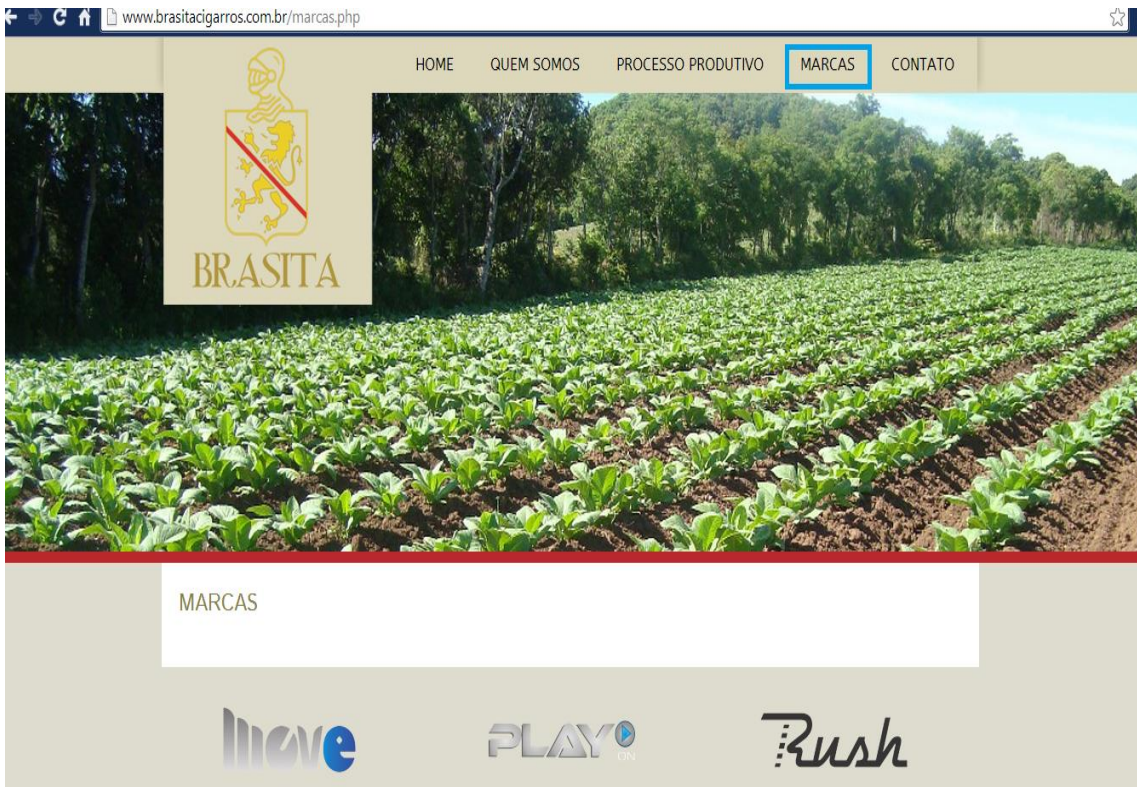 www.brasitacigarros.com.br/marcas.php
HOME QUEM SOMOS PROCESSO PRODUTIVO MARCAS CONTATO
BRASITA
MARCAS
move PLAY ON Rush